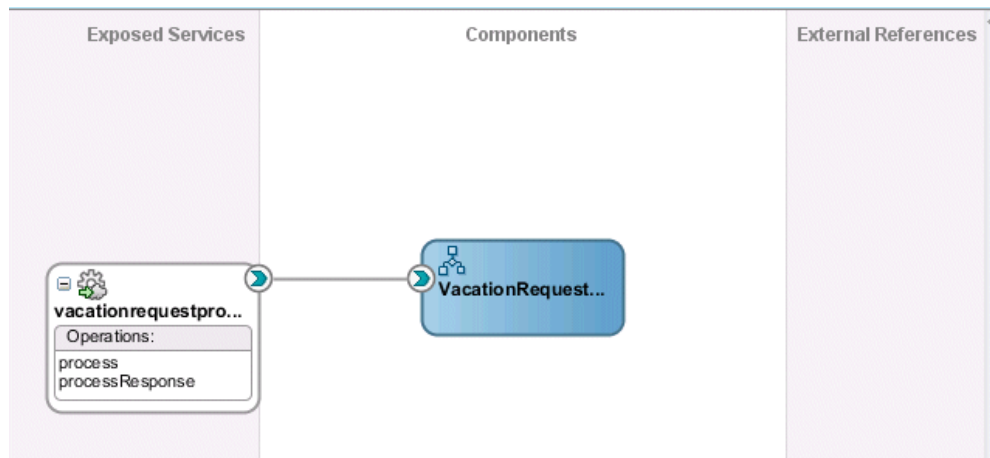 Exposed Services
Components
External References
vacationrequestpro...
Operations:
process
processResponse
VacationRequest...